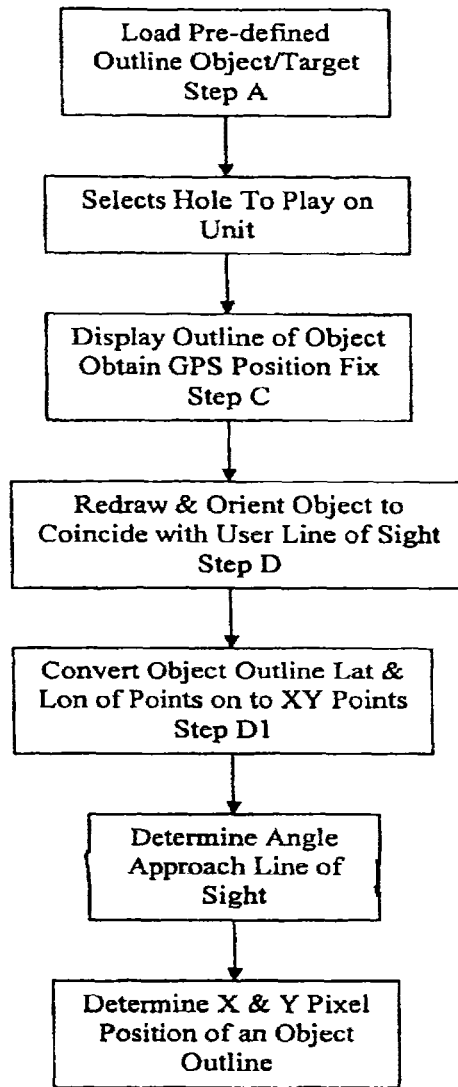 Load Pre-defined
Outline Object/Target
Step A
Selects Hole To Play on
Unit
Display Outline of Object
Obtain GPS Position Fix
Step C
Redraw & Orient Object to
Coincide with User Line of Sight
Step D
Convert Object Outline Lat &
Lon of Points on to XY Points
Step D1
Determine Angle
Approach Line of
Sight
Determine X & Y Pixel
Position of an Object
Outline